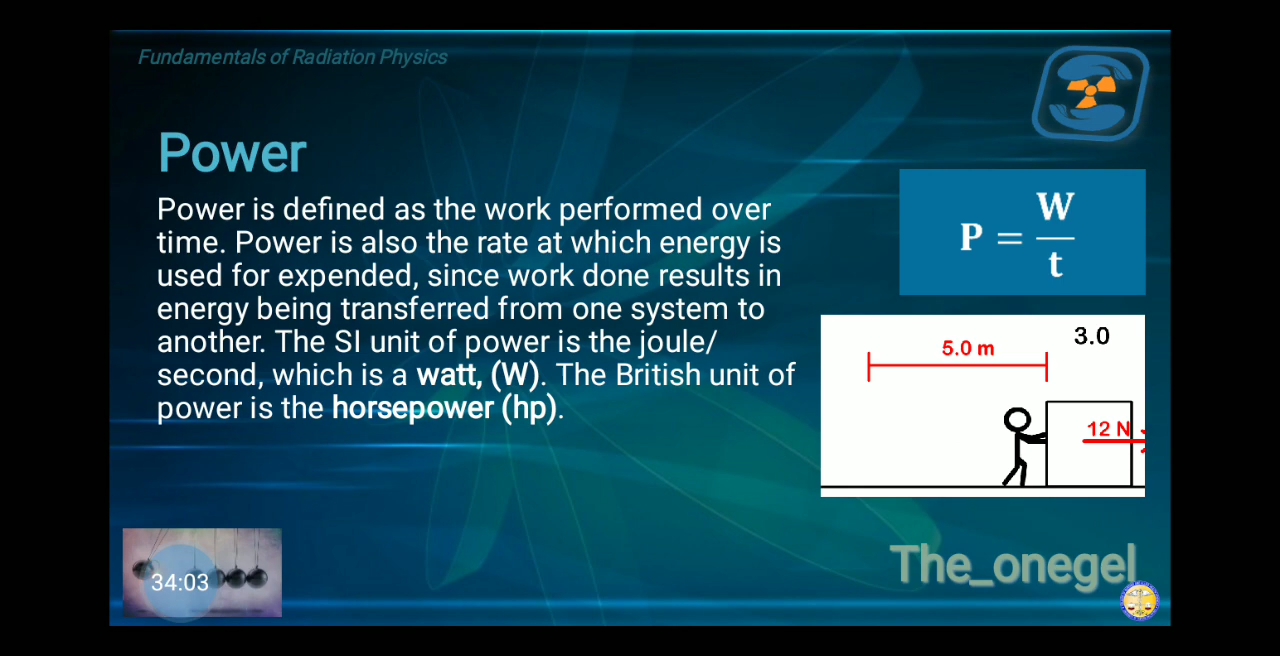 Fundamentals of Radiation Physics
Power
Power is defined as the work performed over
time. Power is also the rate at which energy is
used for expended, since work done results in
energy being transferred from one system to
another. The SI unit of power is the joule/
second, which is a watt, (W). The British unit of
power is the horsepower (hp).
P = W/t
3.0
5.0 m
12 N
34:03
The_onegel